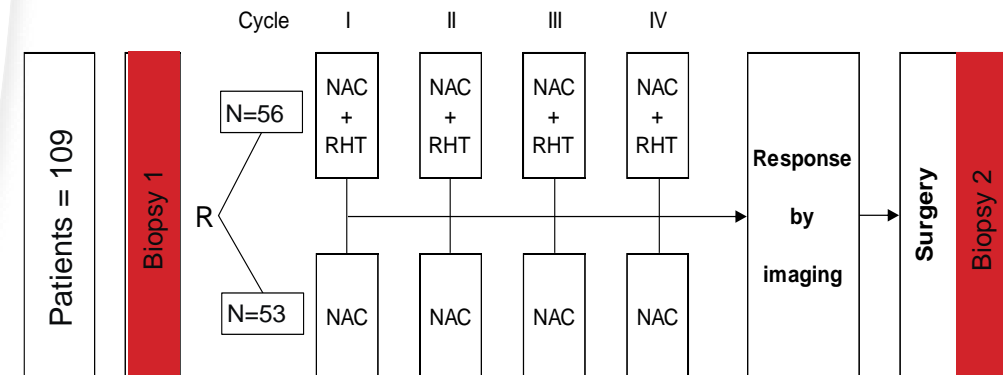 Cycle I II III IV
Patients = 109
Biopsy 1
R
N=56
N=53
NAC
+
RHT
NAC
+
RHT
NAC
+
RHT
NAC
+
RHT
NAC
NAC
NAC
NAC
Response
by
imaging
Surgery
Biopsy 2